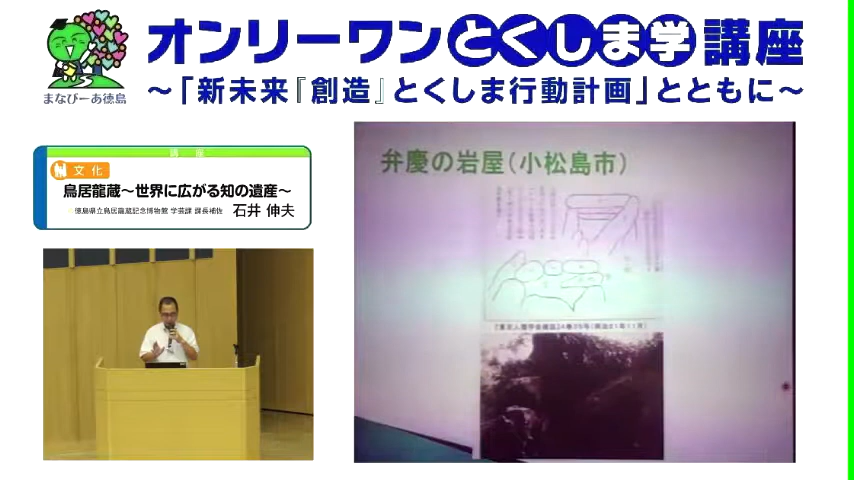 オンリーワンとくしま学講座
～「新未来『創造』とくしま行動計画」とともに～
まなびーあ徳島
講座
文化
鳥居龍蔵～世界に広がる知の遺産～
徳島県立鳥居龍蔵記念博物館 学芸課 課長補佐 石井 伸夫
弁慶の岩屋(小松島市)